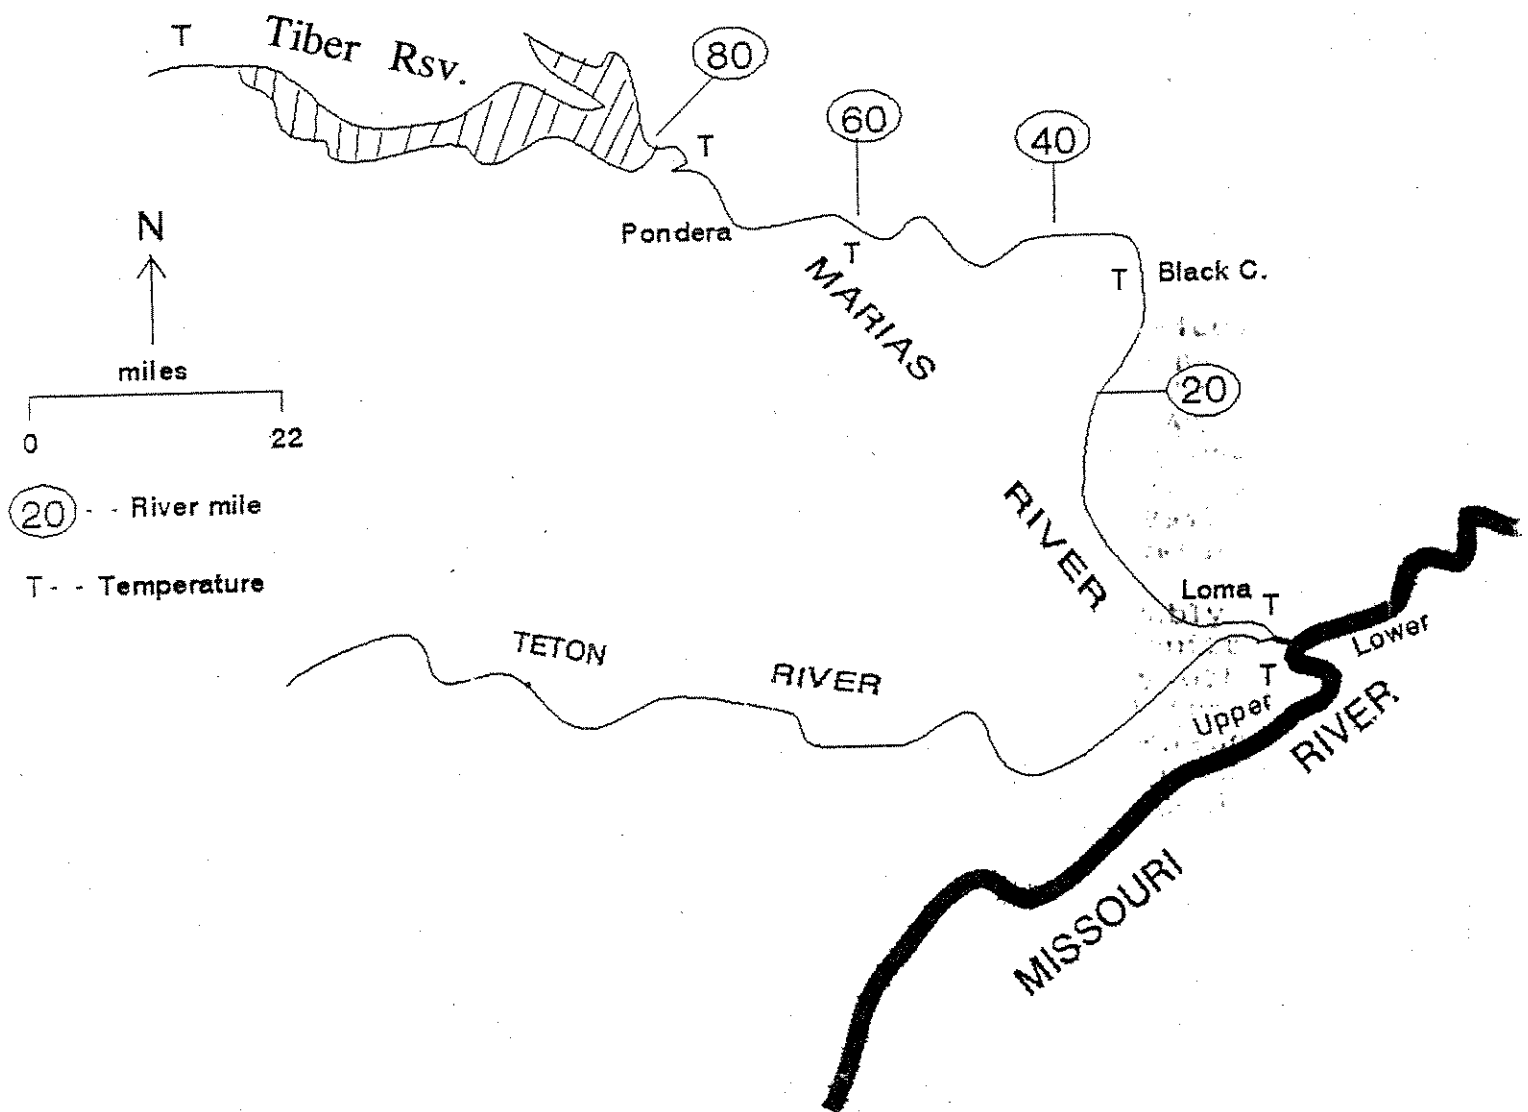 T
Tiber Rsv.
80
60
40
T
N
Pondera
T
MARIAS
T
Black C.
miles
0
22
20
20 - - River mile
RIVER
T - - Temperature
Loma
T
TETON
RIVER
Lower
T
Upper
RIVER
MISSOURI